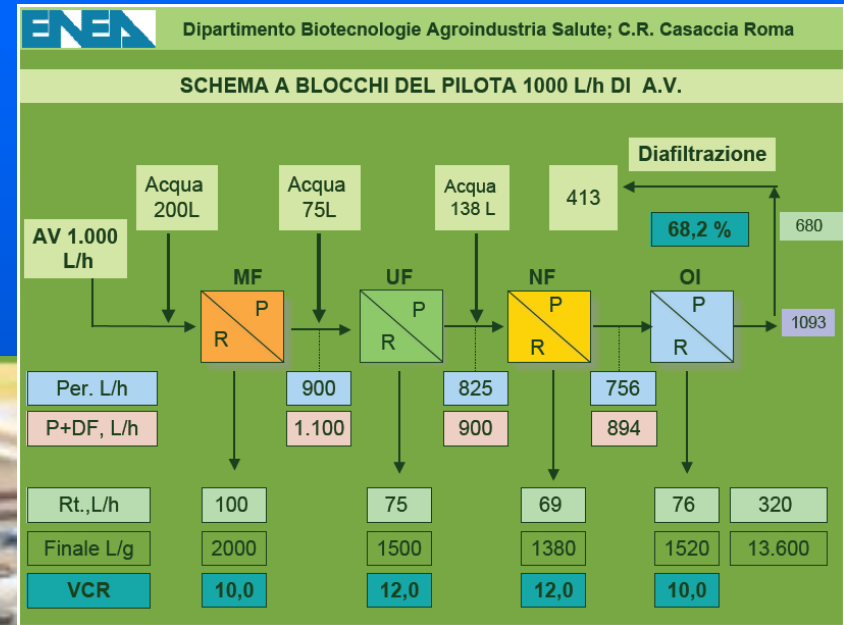 ENEA
Dipartimento Biotecnologie Agroindustria Salute; C.R. Casaccia Roma
SCHEMA A BLOCCHI DEL PILOTA 1000 L/h DI A.V.
Diafiltrazione
Acqua
200L
Acqua
75L
Acqua
138 L
413
AV 1.000
L/h
68,2 %
680
MF
UF
NF
OI
P
R
P
R
P
R
P
R
1093
Per. L/h
900
825
756
P+DF, L/h
1.100
900
894
Rt.,L/h
100
75
69
76
320
Finale L/g
2000
1500
1380
1520
13.600
VCR
10,0
12,0
12,0
10,0